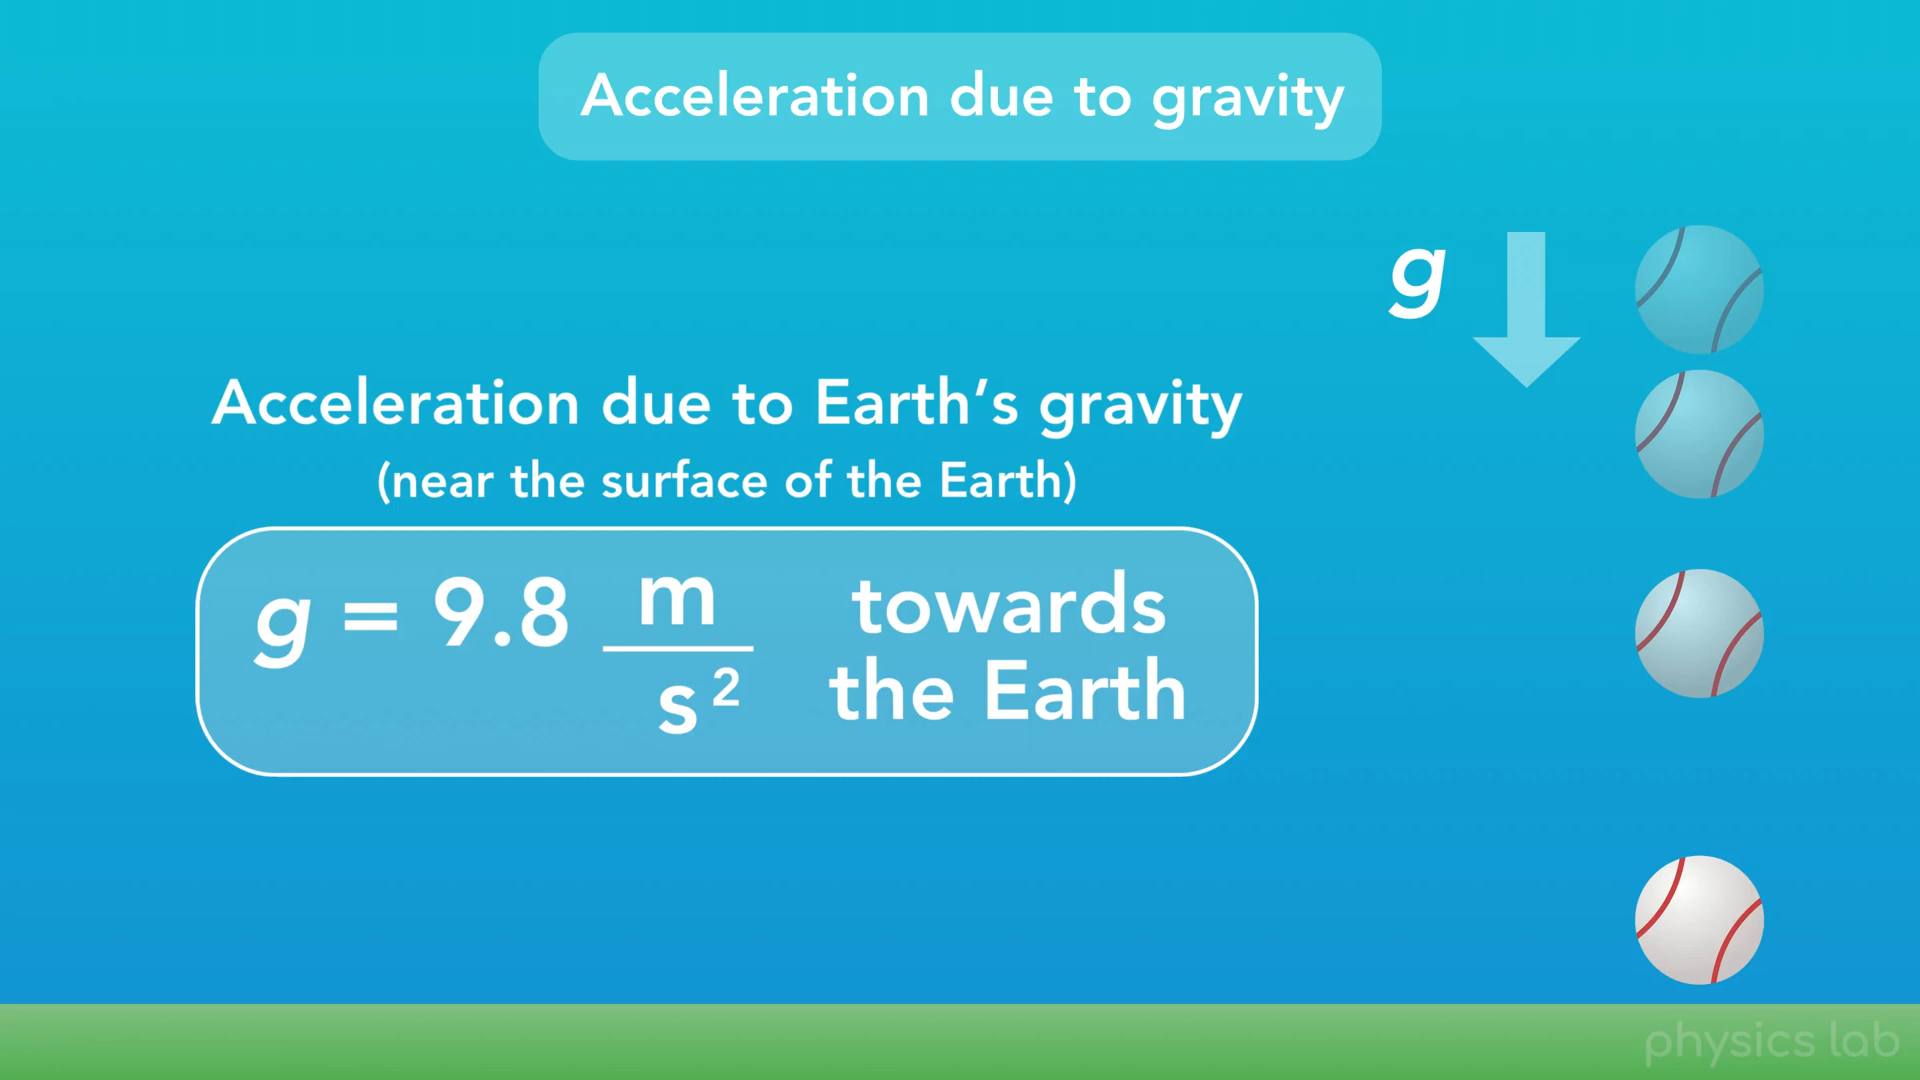 Acceleration due to gravity
g
Acceleration due to Earth’s gravity
(near the surface of the Earth)
g = 9.8 m/s² towards
the Earth
physics lab